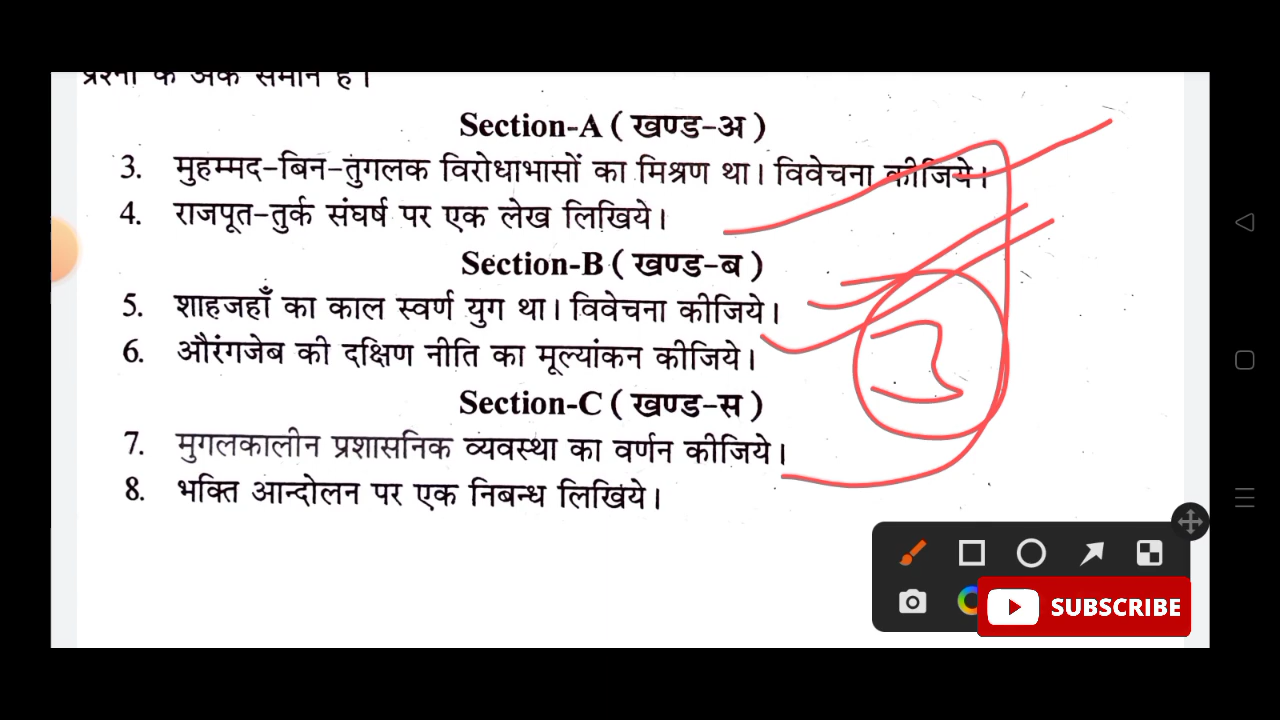 प्रश्नों के अंक समान हैं।
Section-A ( खण्ड-अ )
3. मुहम्मद-बिन-तुगलक विरोधाभासों का मिश्रण था। विवेचना कीजिये।
4. राजपूत-तुर्क संघर्ष पर एक लेख लिखिये।
Section-B ( खण्ड-ब )
5. शाहजहाँ का काल स्वर्ण युग था। विवेचना कीजिये।
6. औरंगजेब की दक्षिण नीति का मूल्यांकन कीजिये।
Section-C ( खण्ड-स )
7. मुगलकालीन प्रशासनिक व्यवस्था का वर्णन कीजिये।
8. भक्ति आन्दोलन पर एक निबन्ध लिखिये।
SUBSCRIBE